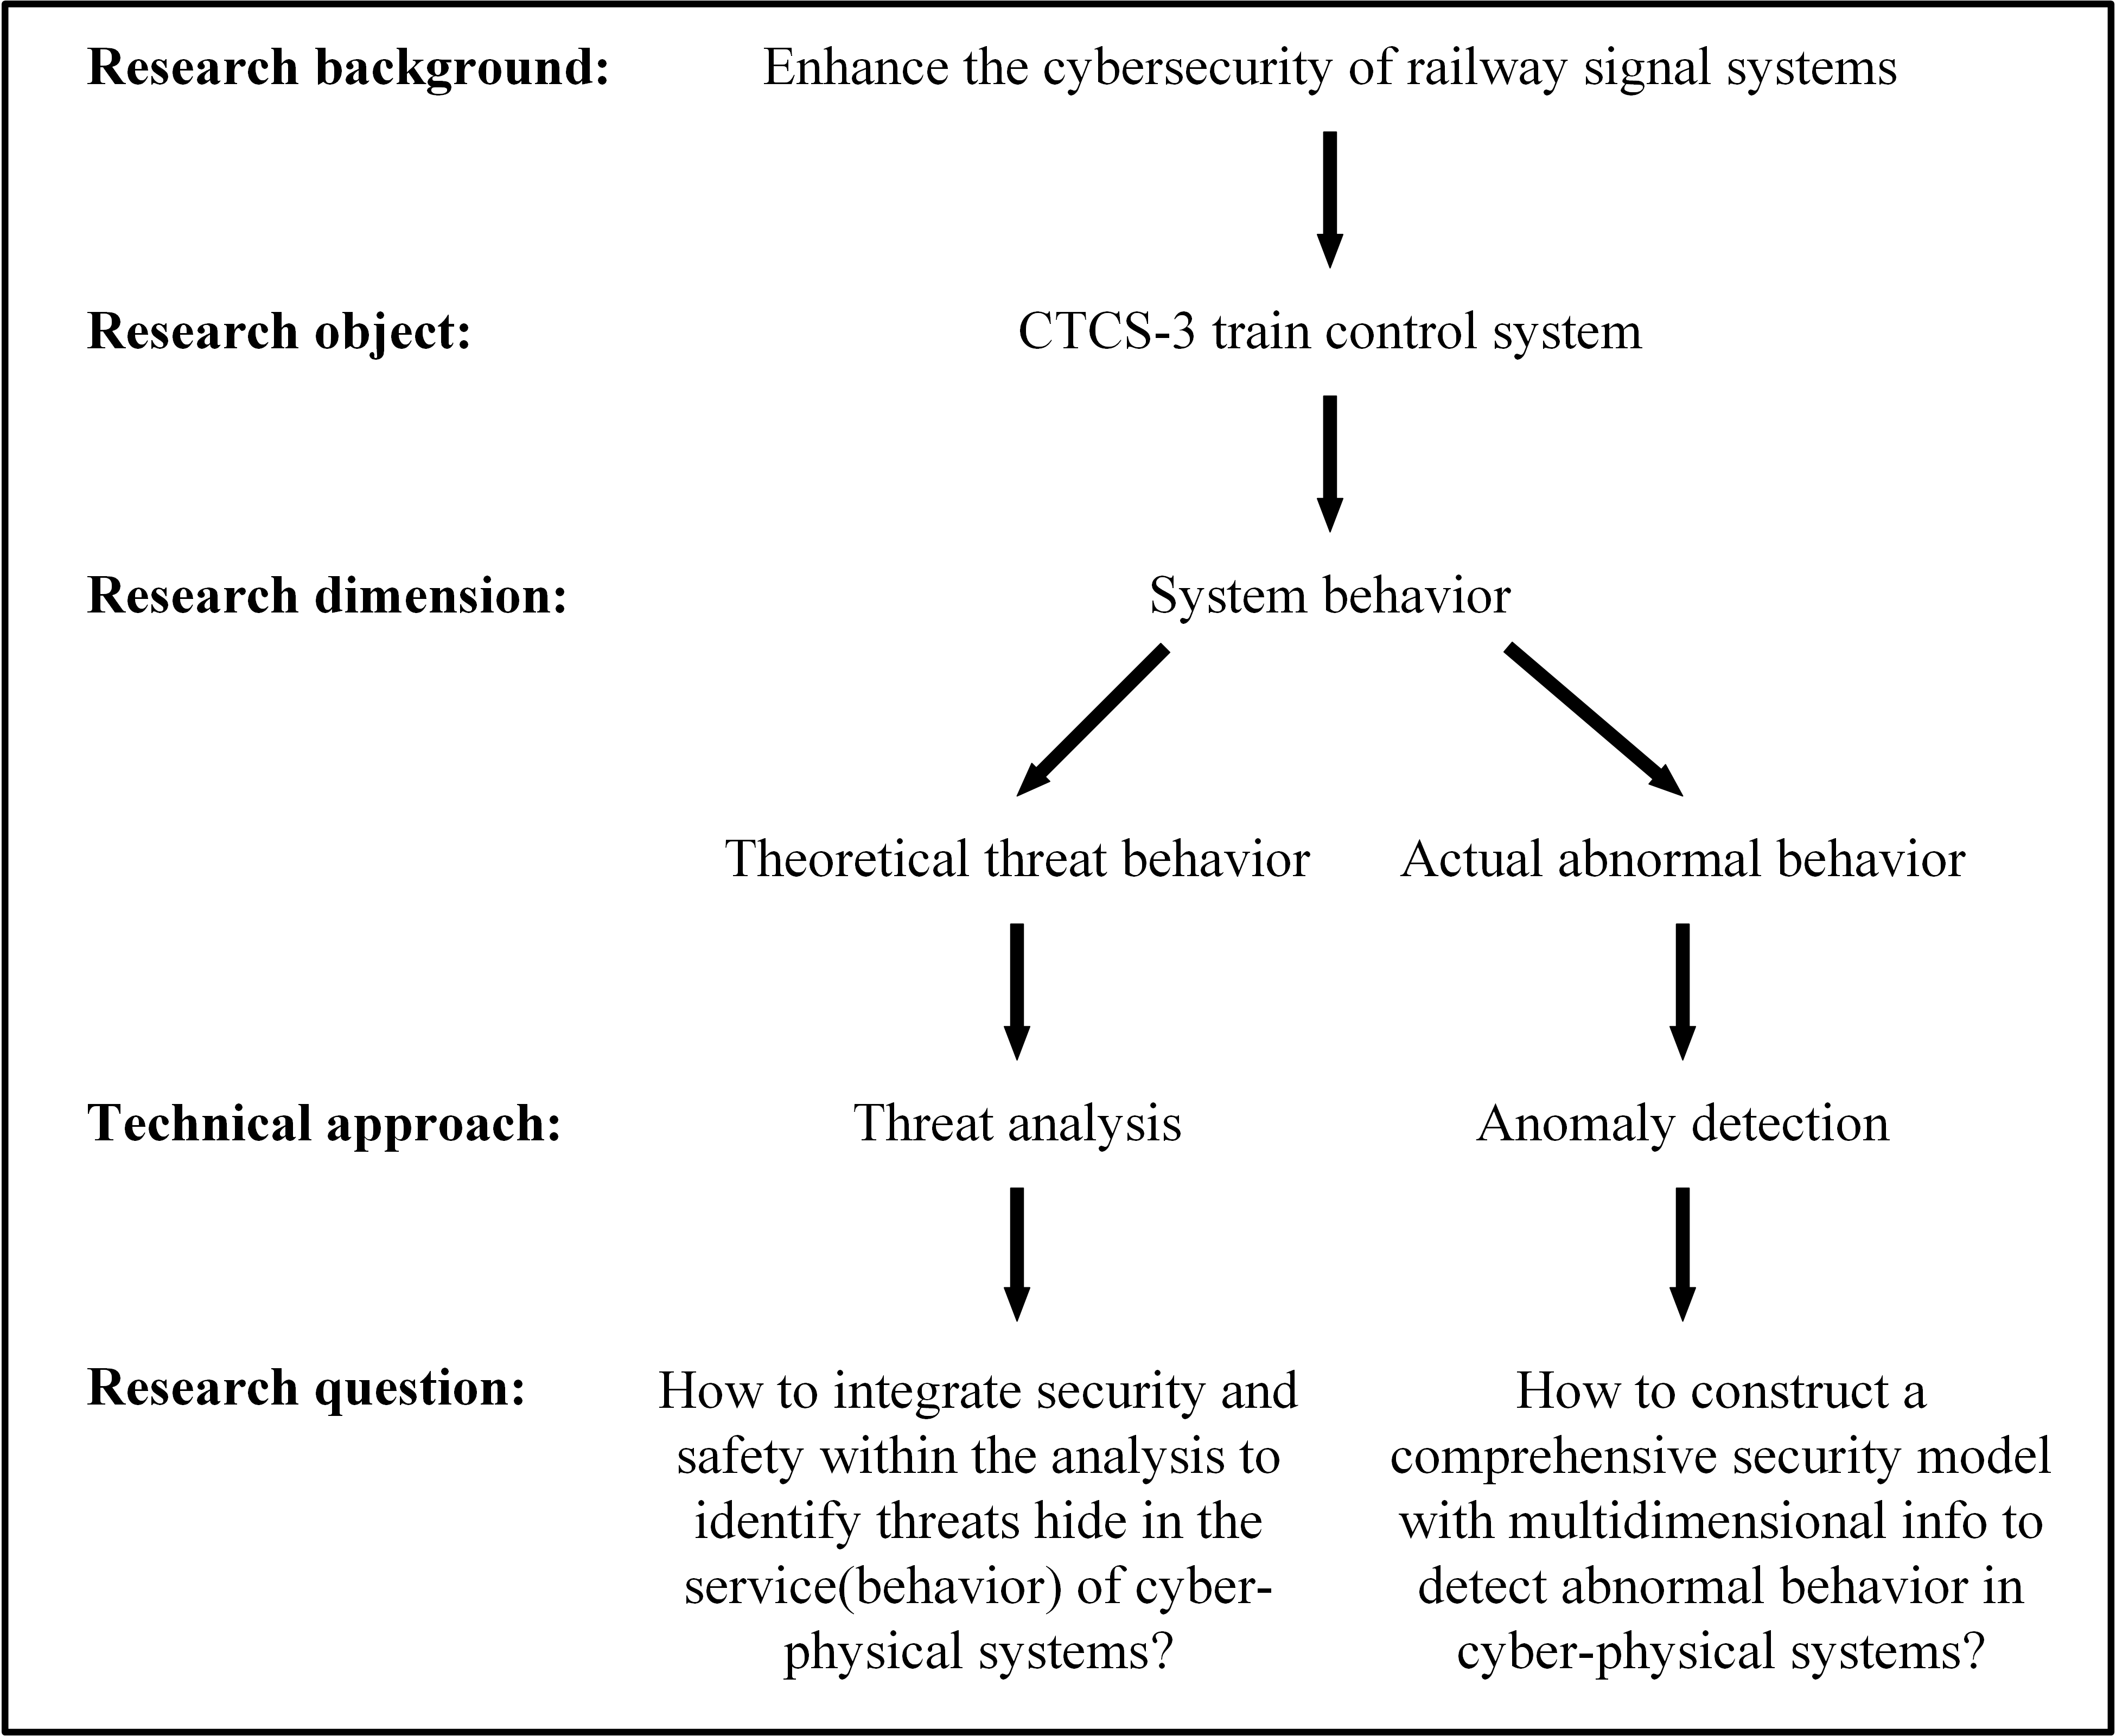 Research background: Enhance the cybersecurity of railway signal systems
Research object: CTCS-3 train control system
Research dimension: System behavior
Theoretical threat behavior Actual abnormal behavior
Technical approach: Threat analysis Anomaly detection
Research question:
How to integrate security and
safety within the analysis to
identify threats hide in the
service(behavior) of cyber-
physical systems?
How to construct a
comprehensive security model
with multidimensional info to
detect abnormal behavior in
cyber-physical systems?